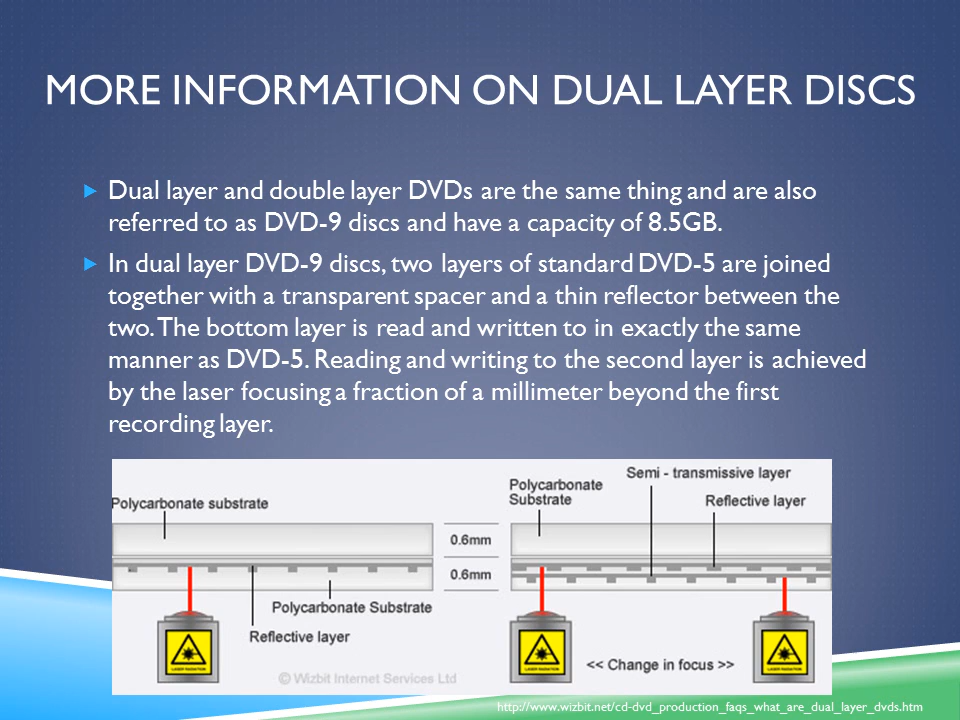 MORE INFORMATION ON DUAL LAYER DISCS
Dual layer and double layer DVDs are the same thing and are also
referred to as DVD-9 discs and have a capacity of 8.5GB.
In dual layer DVD-9 discs, two layers of standard DVD-5 are joined
together with a transparent spacer and a thin reflector between the
two. The bottom layer is read and written to in exactly the same
manner as DVD-5. Reading and writing to the second layer is achieved
by the laser focusing a fraction of a millimeter beyond the first
recording layer.
Polycarbonate substrate
0.6mm
0.6mm
Polycarbonate Substrate
Reflective layer
LASER RADIATION
© Wizbit Internet Services Ltd
Semi - transmissive layer
Polycarbonate
Substrate
Reflective layer
LASER RADIATION
<< Change in focus >>
LASER RADIATION
http://www.wizbit.net/cd-dvd_production_faqs_what_are_dual_layer_dvds.htm